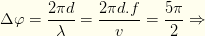 Δφ = 2πd/λ = 2πd.f/v = 5π/2 ⇒